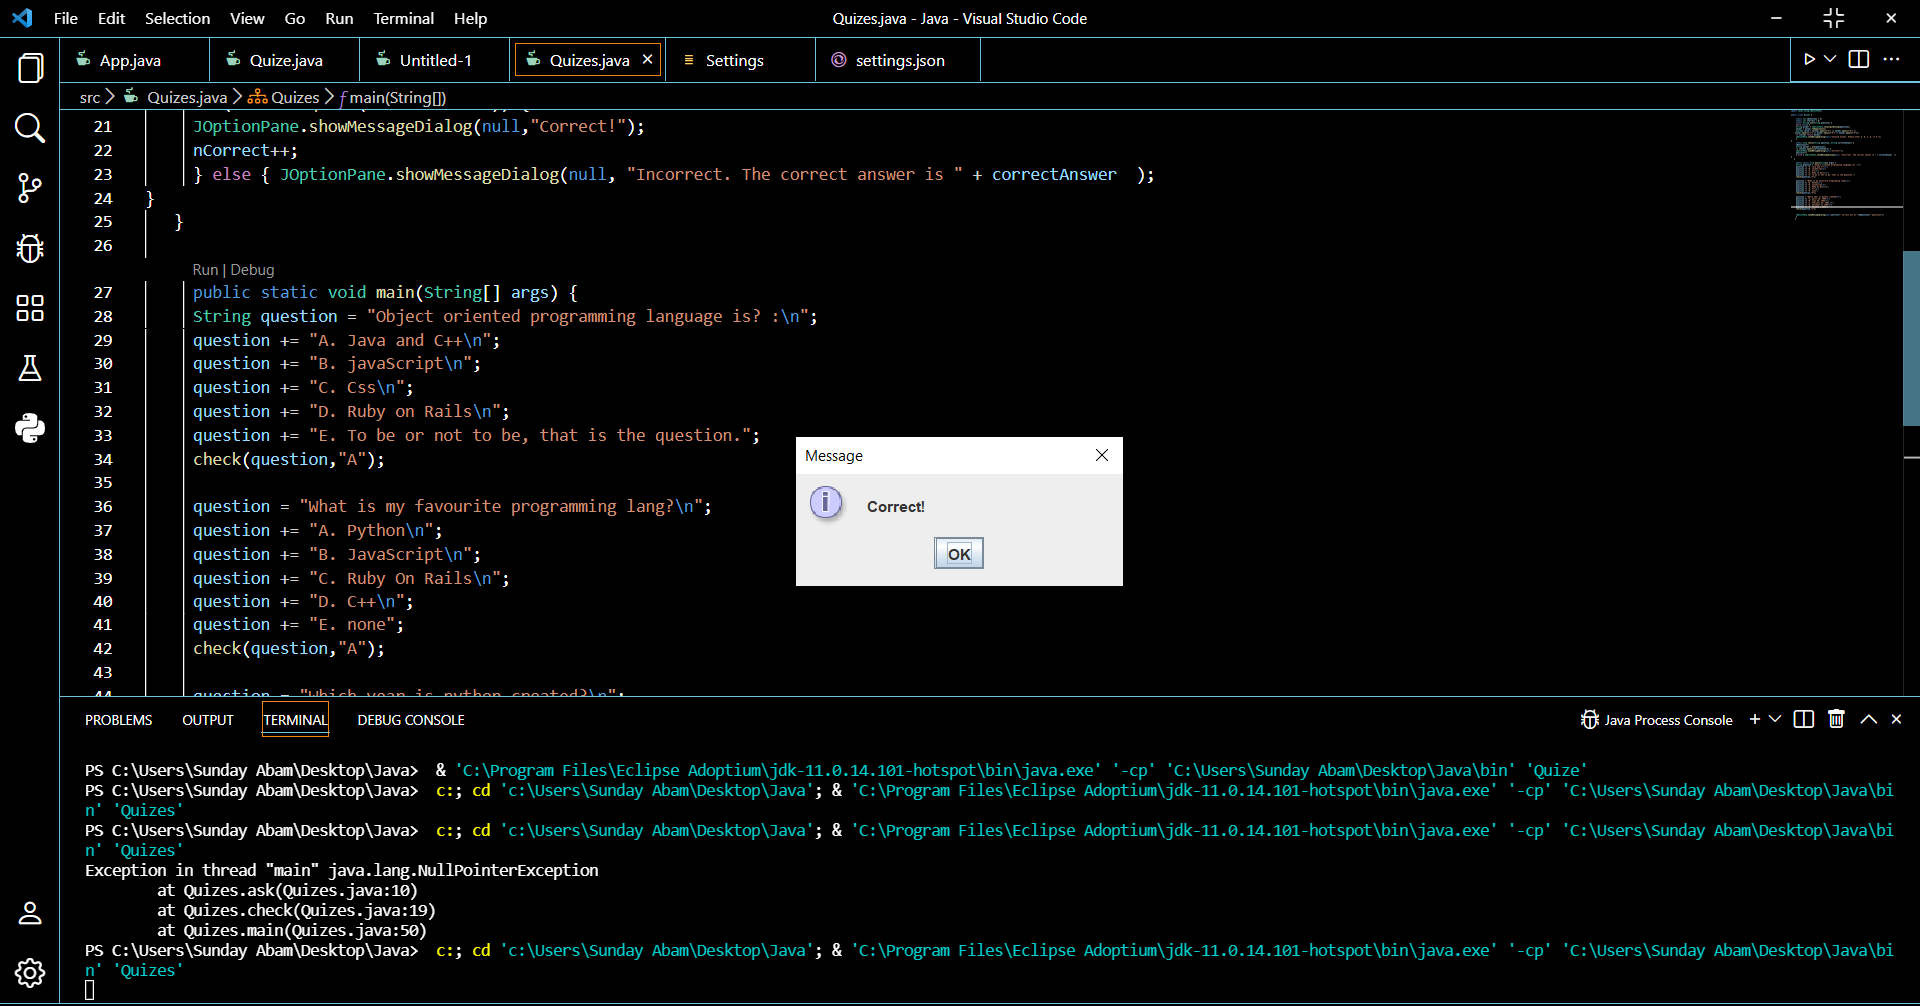 File Edit Selection View Go Run Terminal Help
Quizes.java - Java - Visual Studio Code
App.java Quize.java Untitled-1 Quizes.java Settings settings.json
src Quizes.java Quizes main(String[])
21 JOptionPane.showMessageDialog(null,"Correct!");
22 nCorrect++;
23 } else { JOptionPane.showMessageDialog(null, "Incorrect. The correct answer is " + correctAnswer  );
24 }
25 }
26
Run | Debug
27 public static void main(String[] args) {
28 String question = "Object oriented programming language is? :\n";
29 question += "A. Java and C++\n";
30 question += "B. javaScript\n";
31 question += "C. Css\n";
32 question += "D. Ruby on Rails\n";
33 question += "E. To be or not to be, that is the question.";
34 check(question,"A");
35
36 question = "What is my favourite programming lang?\n";
37 question += "A. Python\n";
38 question += "B. JavaScript\n";
39 question += "C. Ruby On Rails\n";
40 question += "D. C++\n";
41 question += "E. none";
42 check(question,"A");
43
44 question = "Which year is python created?\n";
Message
Correct!
OK
PROBLEMS OUTPUT TERMINAL DEBUG CONSOLE
Java Process Console
PS C:\Users\Sunday Abam\Desktop\Java>  & 'C:\Program Files\Eclipse Adoptium\jdk-11.0.14.101-hotspot\bin\java.exe' '-cp' 'C:\Users\Sunday Abam\Desktop\Java\bin' 'Quize'
PS C:\Users\Sunday Abam\Desktop\Java>  c:; cd 'c:\Users\Sunday Abam\Desktop\Java'; & 'C:\Program Files\Eclipse Adoptium\jdk-11.0.14.101-hotspot\bin\java.exe' '-cp' 'C:\Users\Sunday Abam\Desktop\Java\bi
n' 'Quizes'
PS C:\Users\Sunday Abam\Desktop\Java>  c:; cd 'c:\Users\Sunday Abam\Desktop\Java'; & 'C:\Program Files\Eclipse Adoptium\jdk-11.0.14.101-hotspot\bin\java.exe' '-cp' 'C:\Users\Sunday Abam\Desktop\Java\bi
n' 'Quizes'
Exception in thread "main" java.lang.NullPointerException
at Quizes.ask(Quizes.java:10)
at Quizes.check(Quizes.java:19)
at Quizes.main(Quizes.java:50)
PS C:\Users\Sunday Abam\Desktop\Java>  c:; cd 'c:\Users\Sunday Abam\Desktop\Java'; & 'C:\Program Files\Eclipse Adoptium\jdk-11.0.14.101-hotspot\bin\java.exe' '-cp' 'C:\Users\Sunday Abam\Desktop\Java\bi
n' 'Quizes'